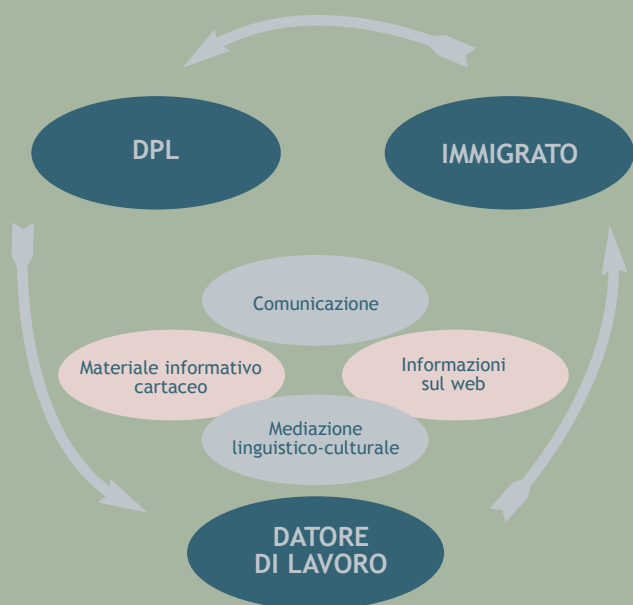 DPL
IMMIGRATO
Comunicazione
Materiale informativo
cartaceo
Informazioni
sul web
Mediazione
linguistico-culturale
DATORE
DI LAVORO